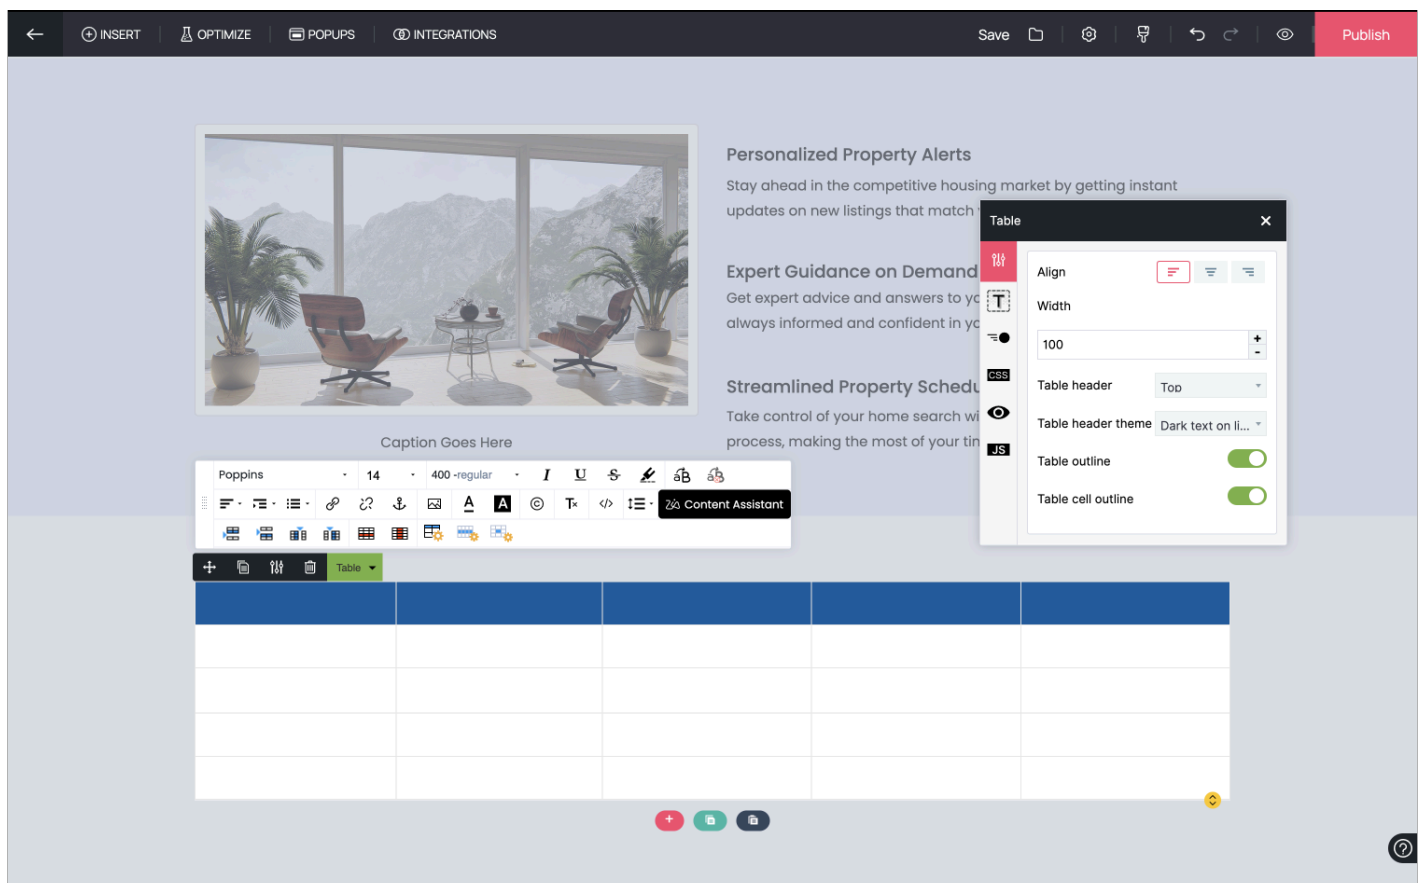 INSERT
OPTIMIZE
POPUPS
INTEGRATIONS
Save
Publish
Personalized Property Alerts
Stay ahead in the competitive housing market by getting instant
updates on new listings that match
Expert Guidance on Demand
Get expert advice and answers to yo
always informed and confident in yo
Streamlined Property Schedu
Take control of your home search wi
process, making the most of your tim
Caption Goes Here
Table
Align
Width
100
+
-
Table header
Top
Table header theme
Dark text on li...
Table outline
Table cell outline
T
CSS
JS
Poppins
14
400 -regular
I
U
S
aB
A
A
©
Tx
</>
Content Assistant
Table